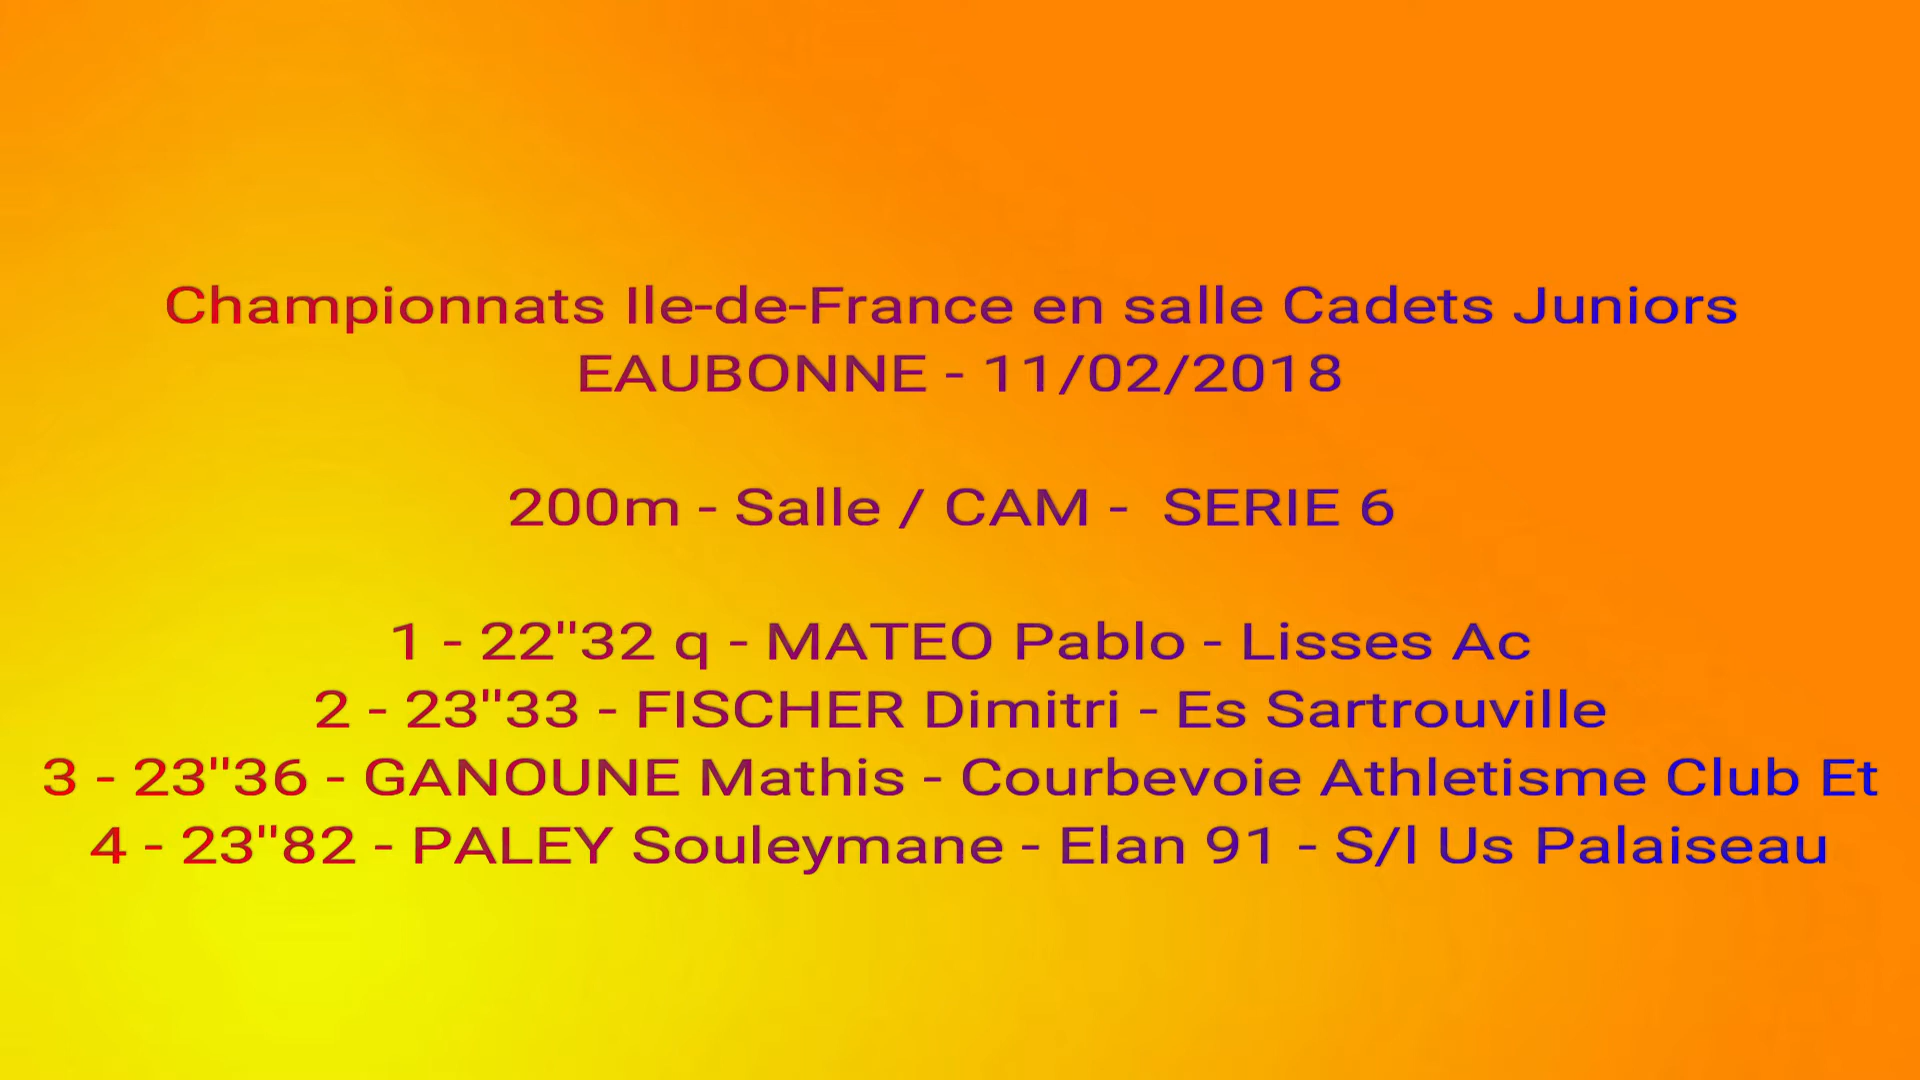 Championnats Ile-de-France en salle Cadets Juniors
EAUBONNE - 11/02/2018
200m - Salle / CAM -  SERIE 6
1 - 22"32 q - MATEO Pablo - Lisses Ac
2 - 23"33 - FISCHER Dimitri - Es Sartrouville
3 - 23"36 - GANOUNE Mathis - Courbevoie Athletisme Club Et
4 - 23"82 - PALEY Souleymane - Elan 91 - S/l Us Palaiseau